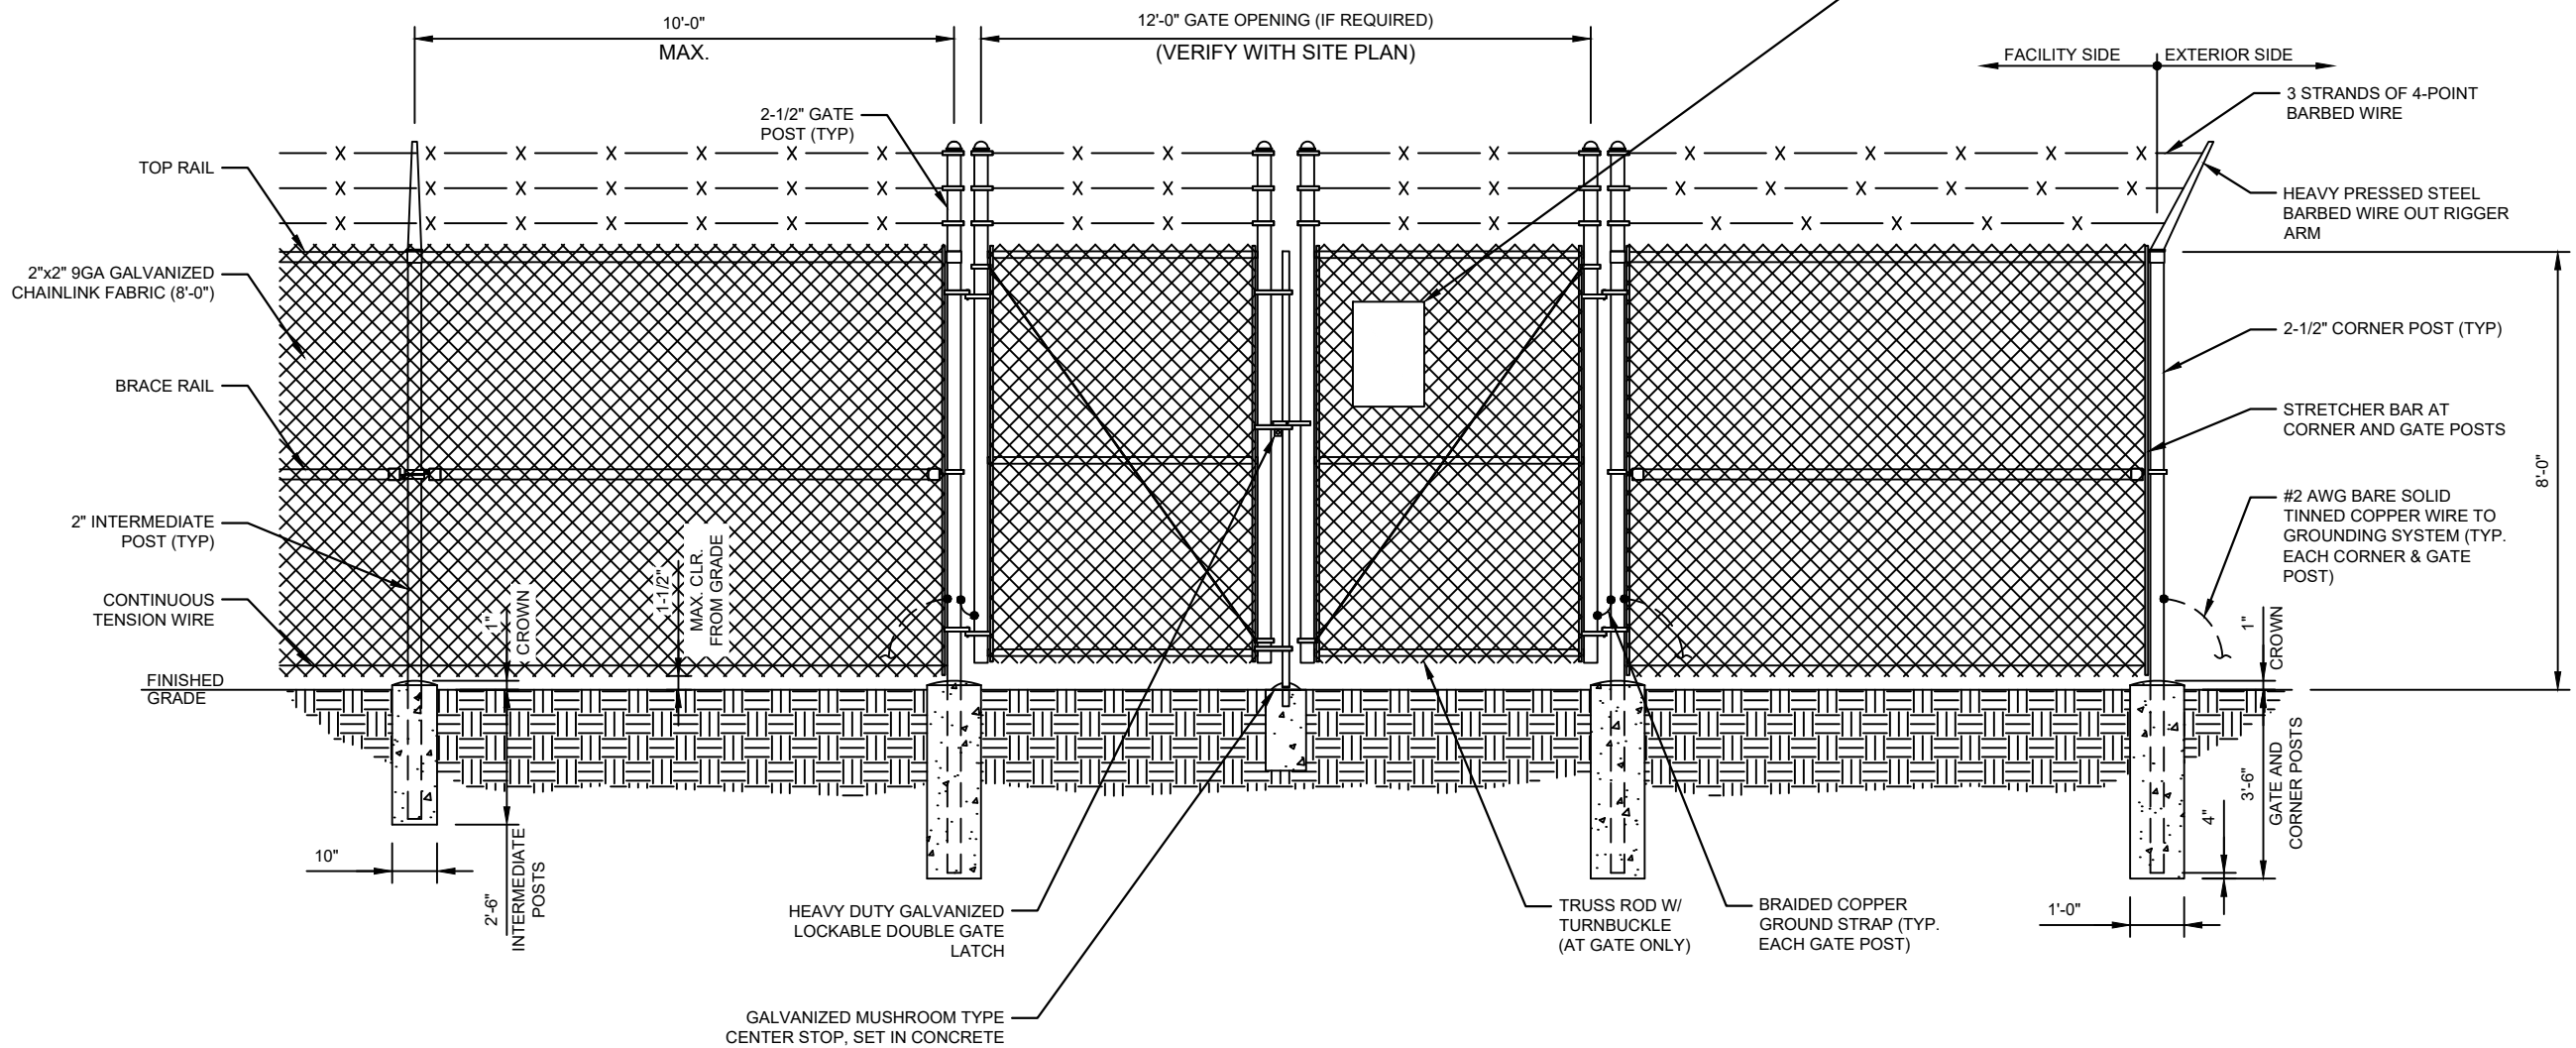 10'-0"
MAX.
12'-0" GATE OPENING (IF REQUIRED)
(VERIFY WITH SITE PLAN)
FACILITY SIDE
EXTERIOR SIDE
3 STRANDS OF 4-POINT
BARBED WIRE
2-1/2" GATE
POST (TYP)
TOP RAIL
HEAVY PRESSED STEEL
BARBED WIRE OUT RIGGER
ARM
2"x2" 9GA GALVANIZED
CHAINLINK FABRIC (8'-0")
2-1/2" CORNER POST (TYP)
BRACE RAIL
STRETCHER BAR AT
CORNER AND GATE POSTS
8'-0"
2" INTERMEDIATE
POST (TYP)
#2 AWG BARE SOLID
TINNED COPPER WIRE TO
GROUNDING SYSTEM (TYP.
EACH CORNER & GATE
POST)
CONTINUOUS
TENSION WIRE
1"
CROWN
1-1/2"
MAX. CLR.
FROM GRADE
1"
CROWN
FINISHED
GRADE
10"
2'-6"
INTERMEDIATE
POSTS
4"
3'-6"
GATE AND
CORNER POSTS
1'-0"
HEAVY DUTY GALVANIZED
LOCKABLE DOUBLE GATE
LATCH
TRUSS ROD W/
TURNBUCKLE
(AT GATE ONLY)
BRAIDED COPPER
GROUND STRAP (TYP.
EACH GATE POST)
GALVANIZED MUSHROOM TYPE
CENTER STOP, SET IN CONCRETE